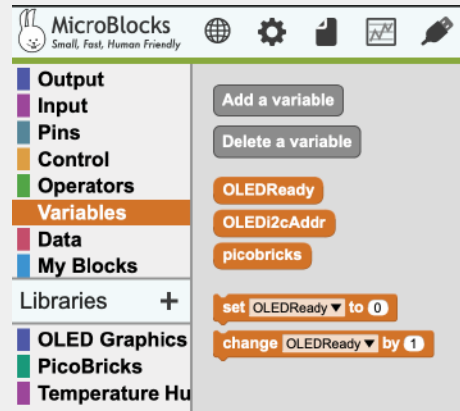 MicroBlocks
Small, Fast, Human Friendly
Output
Input
Pins
Control
Operators
Variables
Data
My Blocks
Libraries +
OLED Graphics
PicoBricks
Temperature Hu
Add a variable
Delete a variable
OLEDReady
OLEDi2cAddr
picobricks
set OLEDReady to 0
change OLEDReady by 1